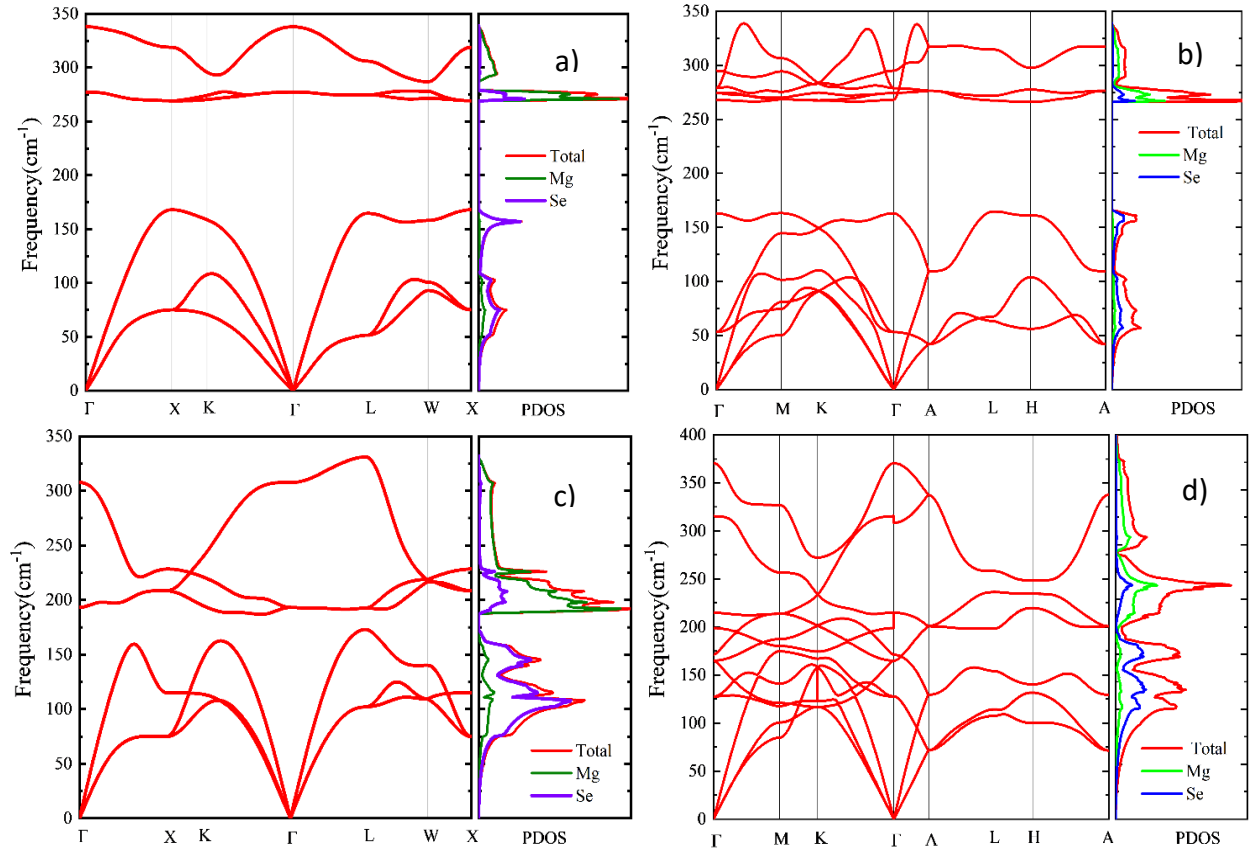 350
300
250
200
150
100
50
0
Frequency(cm⁻¹)
Γ X K Γ L W X
PDOS
a)
Total
Mg
Se
350
300
250
200
150
100
50
0
Frequency(cm⁻¹)
Γ M K Γ A L H A
PDOS
b)
Total
Mg
Se
350
300
250
200
150
100
50
0
Frequency(cm⁻¹)
Γ X K Γ L W X
PDOS
c)
Total
Mg
Se
400
350
300
250
200
150
100
50
0
Frequency(cm⁻¹)
Γ M K Γ Λ L H A
PDOS
d)
Total
Mg
Se